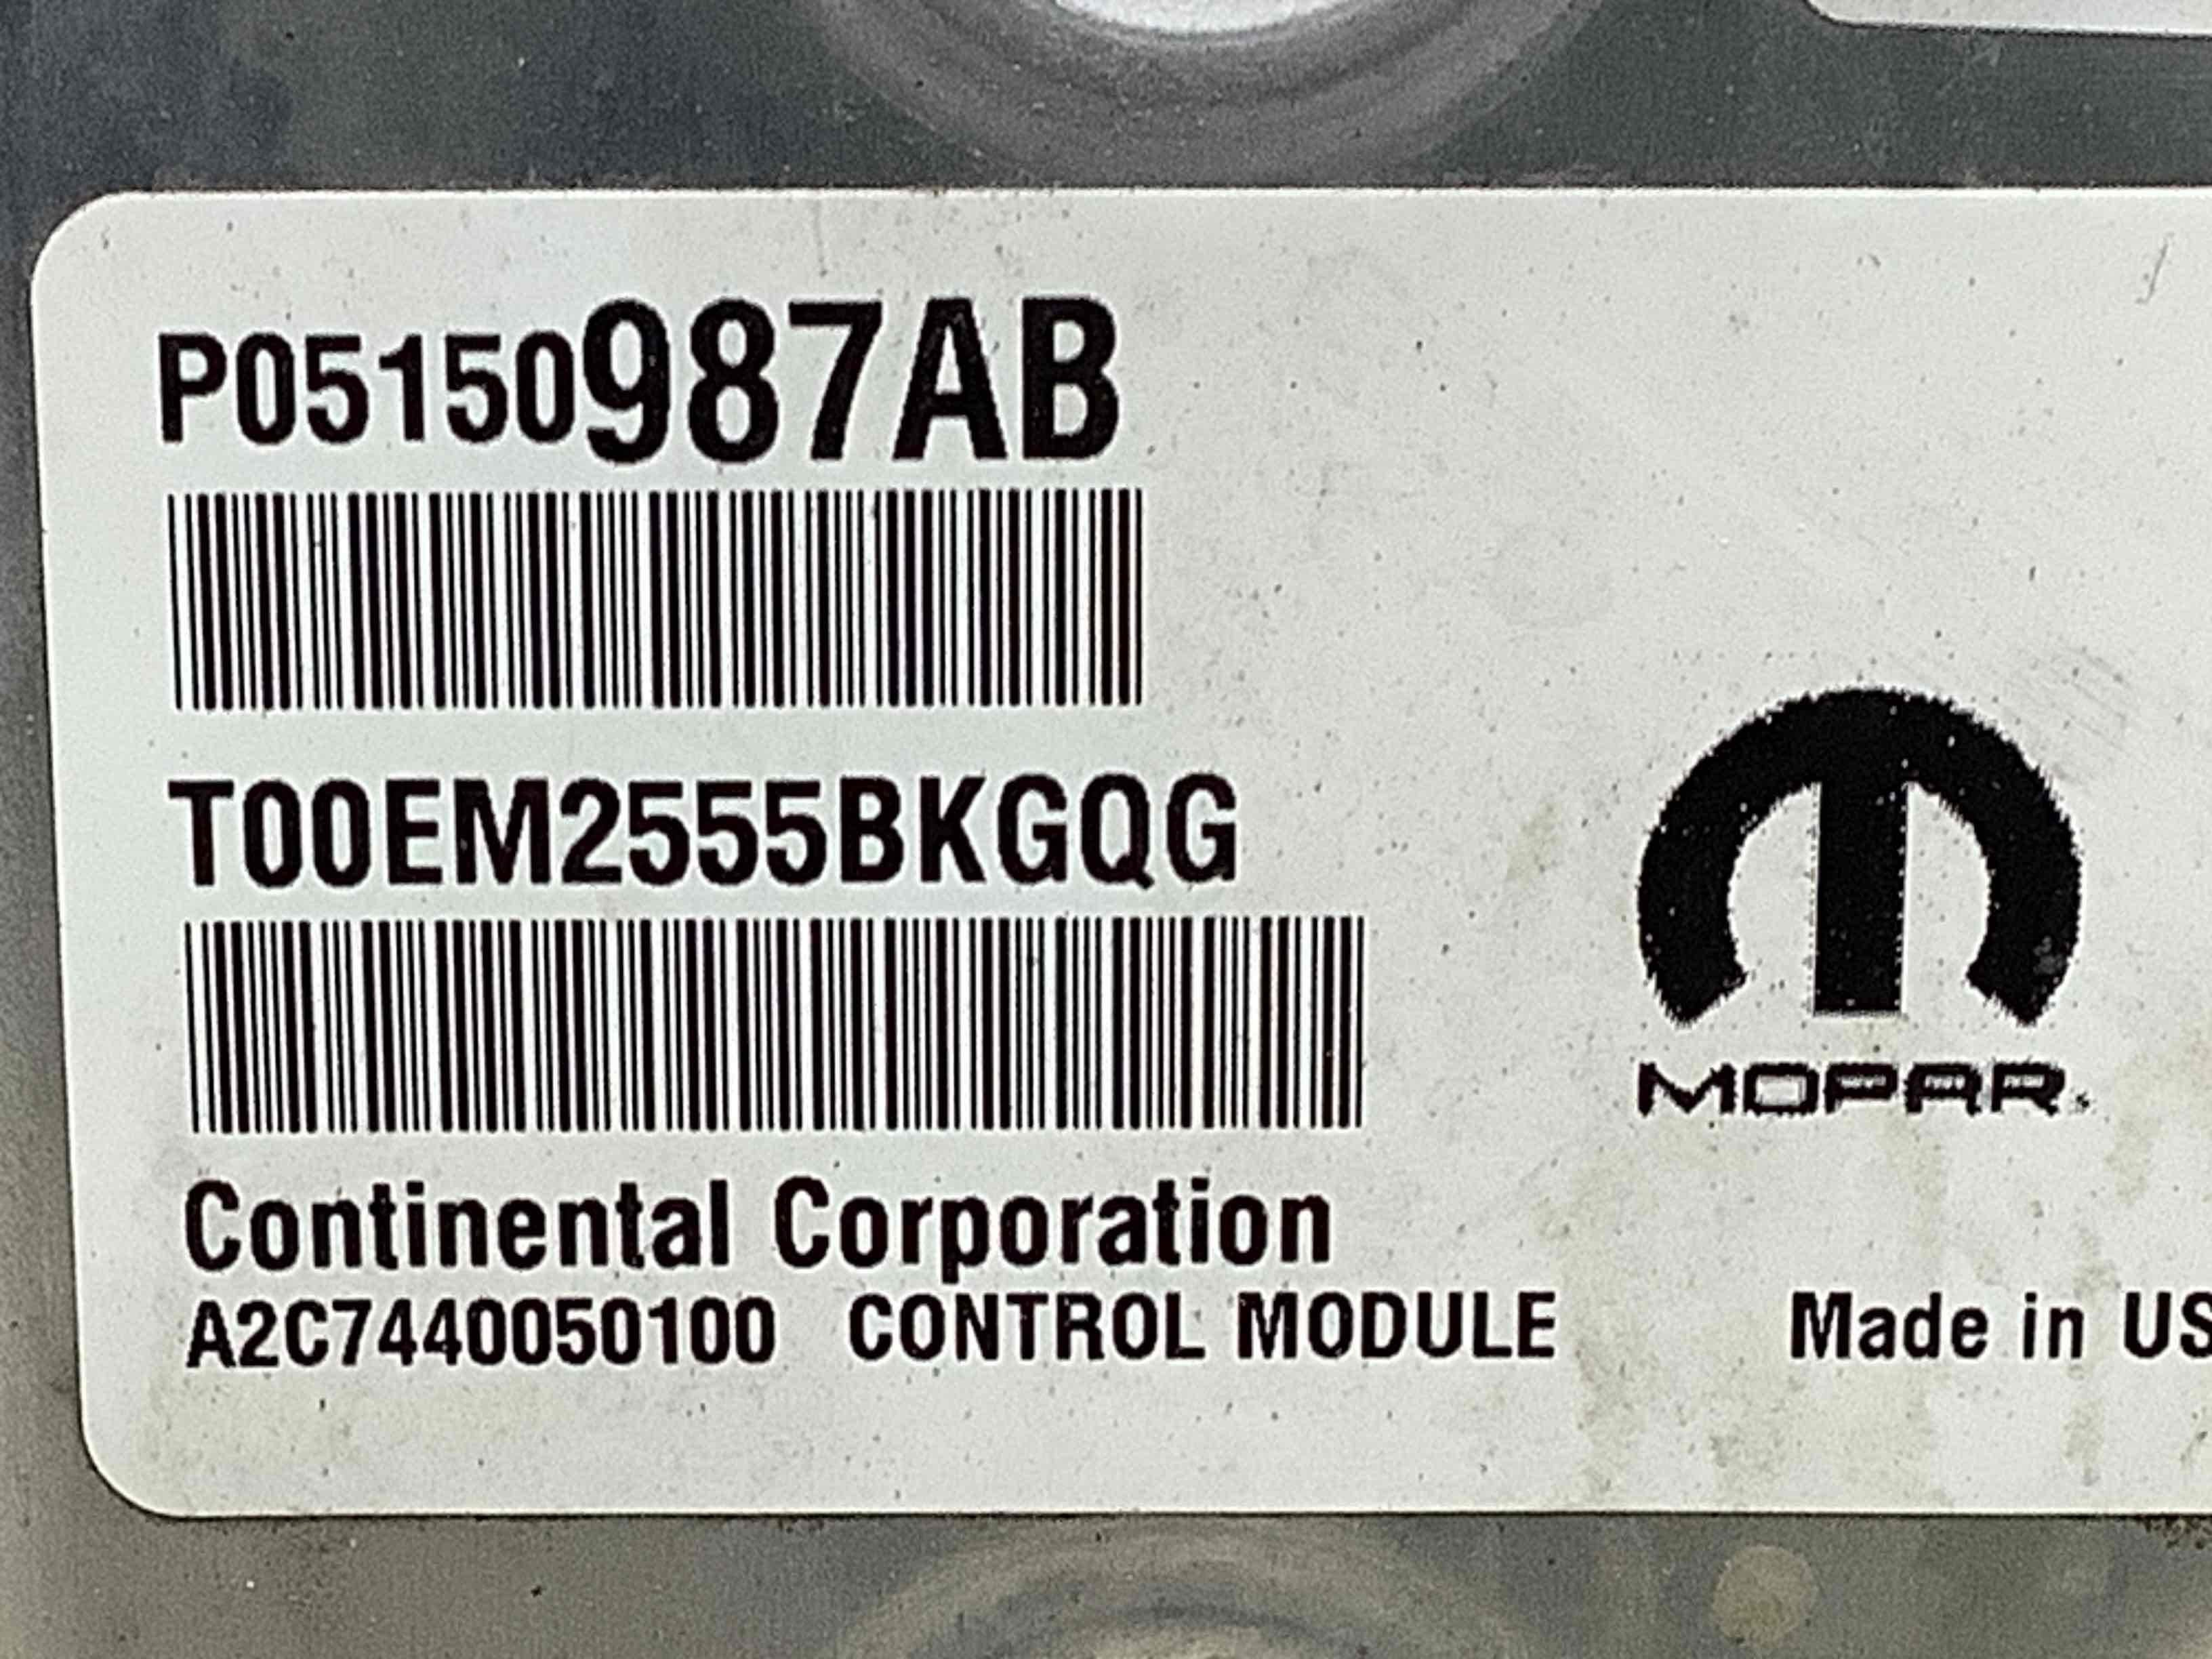 P05150987AB
T00EM2555BKGQG
MOPAR
Continental Corporation
A2C7440050100 CONTROL MODULE Made in US